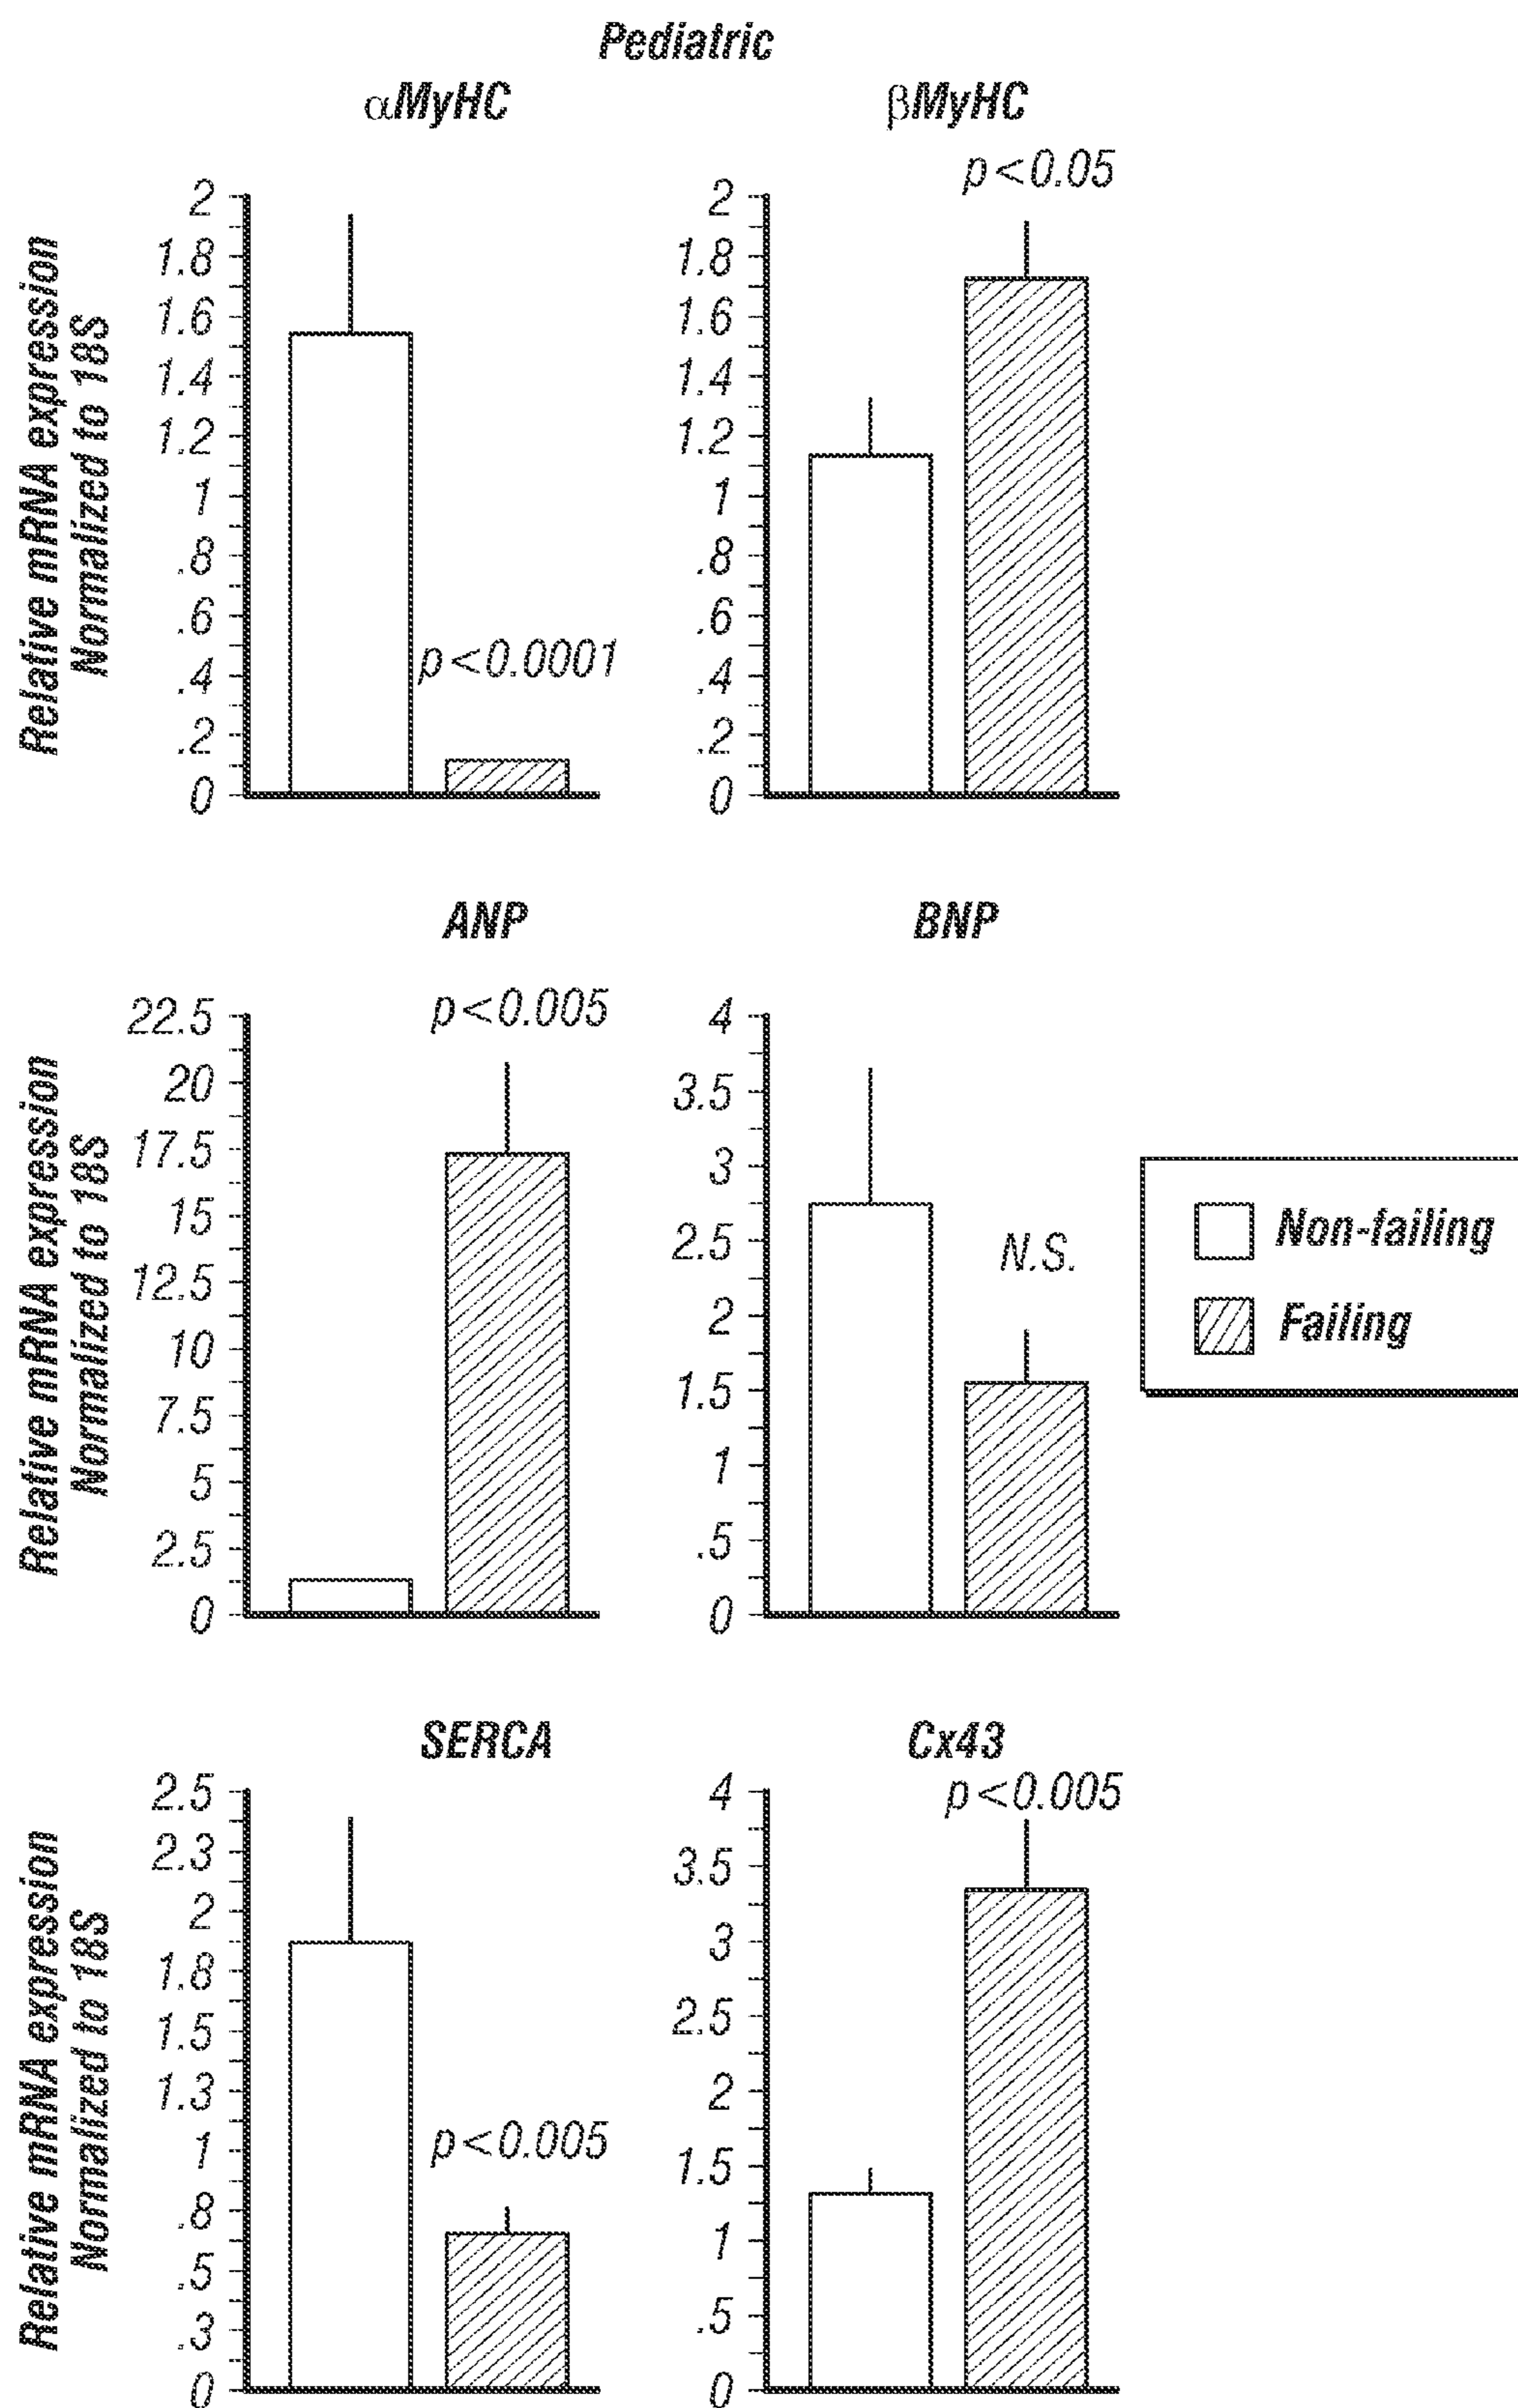 Pediatric
αMyHC
βMyHC
p<0.05
Relative mRNA expression
Normalized to 18S
2
1.8
1.6
1.4
1.2
1
.8
.6
.4
.2
0
p<0.0001
2
1.8
1.6
1.4
1.2
1
.8
.6
.4
.2
0
ANP
BNP
Relative mRNA expression
Normalized to 18S
22.5
20
17.5
15
12.5
10
7.5
5
2.5
0
p<0.005
4
3.5
3
2.5
2
1.5
1
.5
0
N.S.
Non-failing
Failing
SERCA
Cx43
Relative mRNA expression
Normalized to 18S
2.5
2.3
2
1.8
1.5
1.3
1
.8
.5
.3
0
p<0.005
p<0.005
4
3.5
3
2.5
2
1.5
1
.5
0